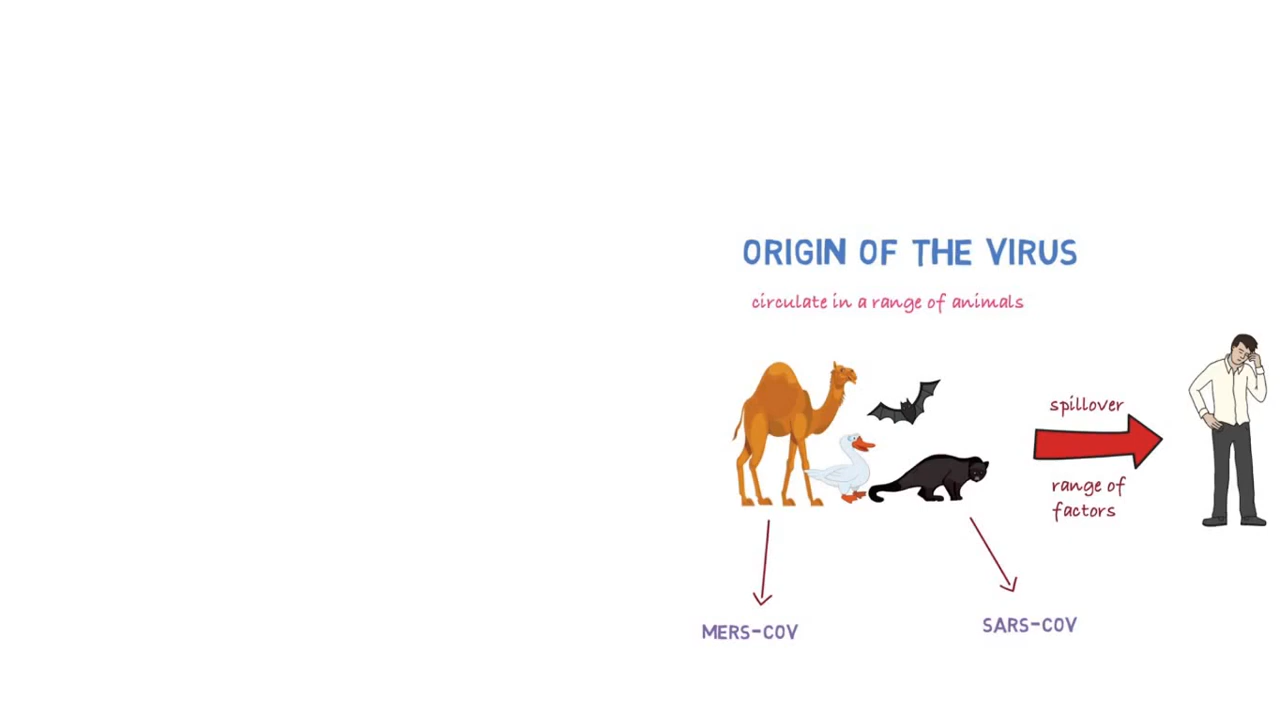 ORIGIN OF THE VIRUS
circulate in a range of animals
spillover
range of
factors
MERS-COV
SARS-COV